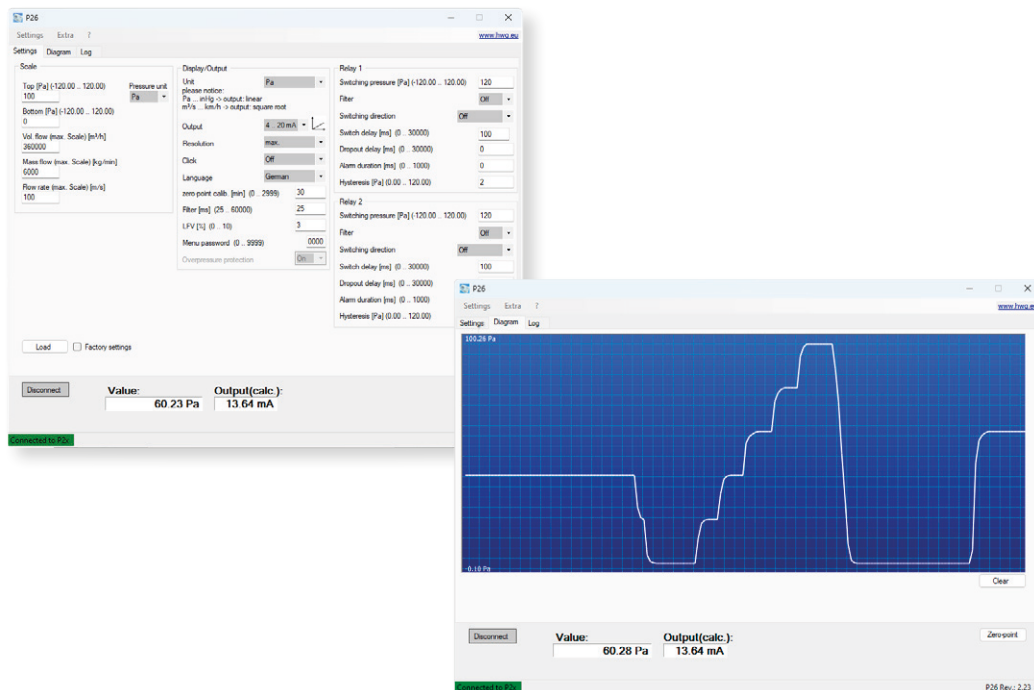 P26
Settings Extra ?
www.hwg.eu
Settings Diagram Log
Scale
Top [Pa] (-120.00 .. 120.00) Pressure unit
100 Pa
Bottom [Pa] (-120.00 .. 120.00)
0
Vol. flow (max. Scale) [m³/h]
360000
Mass flow (max. Scale) [kg/min]
6000
Flow rate (max. Scale) [m/s]
100
Display/Output
Unit Pa
please notice:
Pa ... inHg -> output: linear
m³/s ... km/h -> output: square root
Output 4 .. 20 mA
Resolution max.
Click Off
Language German
zero-point calib. [min] (0 .. 2999) 30
Filter [ms] (25 .. 60000) 25
LFV [%] (0 .. 10) 3
Menu password (0 .. 9999) 0000
Overpressure protection On
Relay 1
Switching pressure [Pa] (-120.00 .. 120.00) 120
Filter Off
Switching direction Off
Switch delay [ms] (0 .. 30000) 100
Dropout delay [ms] (0 .. 30000) 0
Alarm duration [ms] (0 .. 1000) 0
Hysteresis [Pa] (0.00 .. 120.00) 2
Relay 2
Switching pressure [Pa] (-120.00 .. 120.00) 120
Filter Off
Switching direction Off
Switch delay [ms] (0 .. 30000) 100
Dropout delay [ms] (0 .. 30000)
Alarm duration [ms] (0 .. 1000)
Hysteresis [Pa] (0.00 .. 120.00)
Load Factory settings
Disconnect
Value: Output(calc.):
60.23 Pa 13.64 mA
Connected to P2x
P26
Settings Extra ?
www.hwg.e
Settings Diagram Log
100.26 Pa
-0.10 Pa
Clear
Disconnect
Value: Output(calc.):
60.28 Pa 13.64 mA
Zero-point
Connected to P2x
P26 Rev.: 2.23